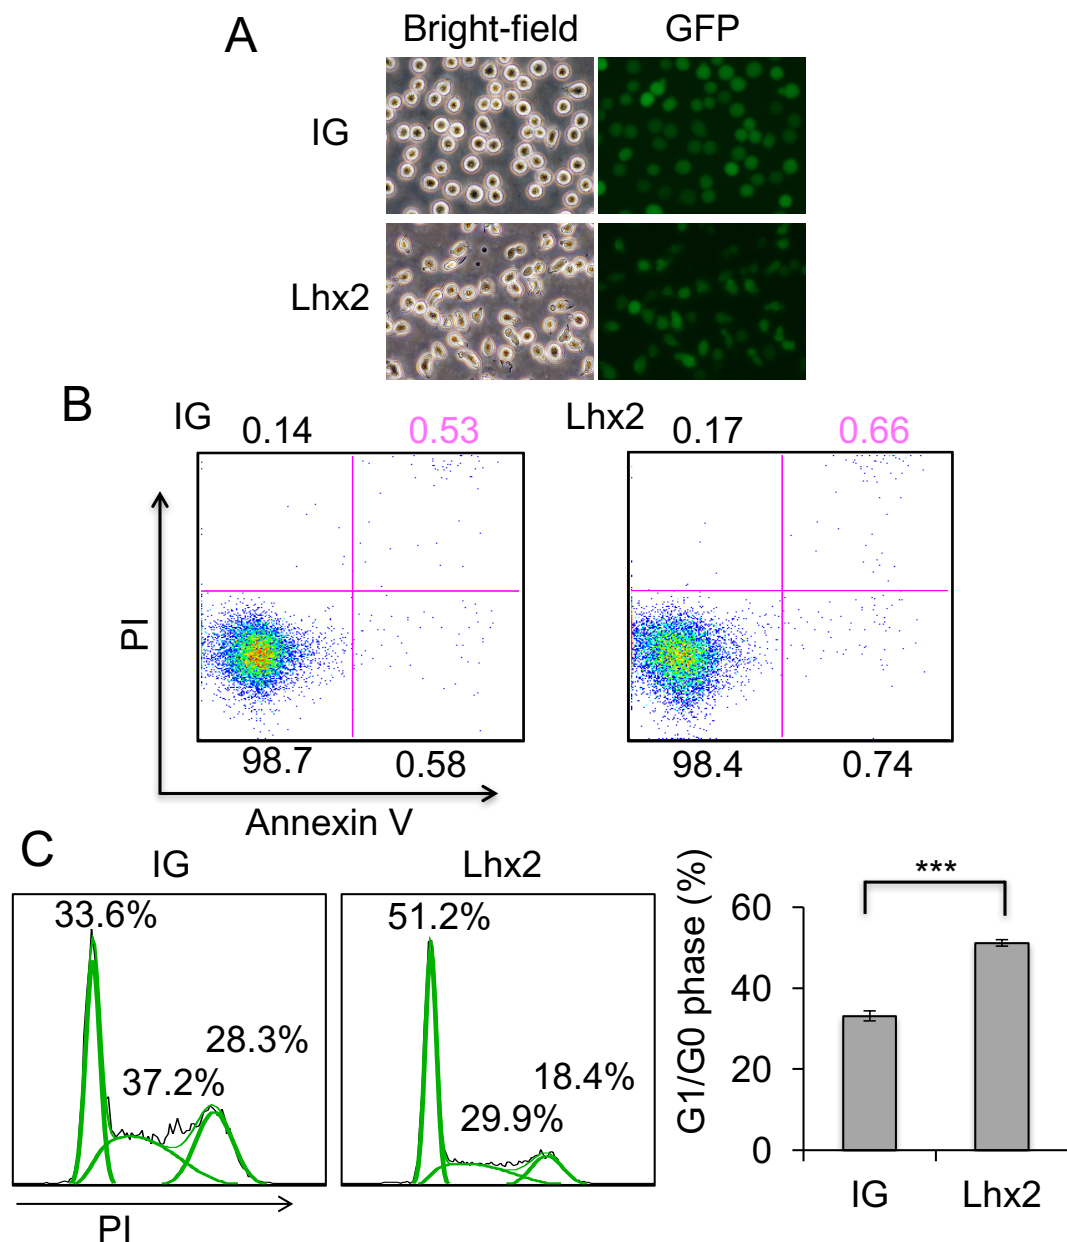 A
Bright-field GFP
IG
Lhx2
B
IG
0.14 0.53
Lhx2
0.17 0.66
PI
98.7 0.58
98.4 0.74
Annexin V
C
IG
33.6%
28.3%
37.2%
PI
Lhx2
51.2%
18.4%
29.9%
G1/G0 phase (%)
***
60
40
20
0
IG Lhx2